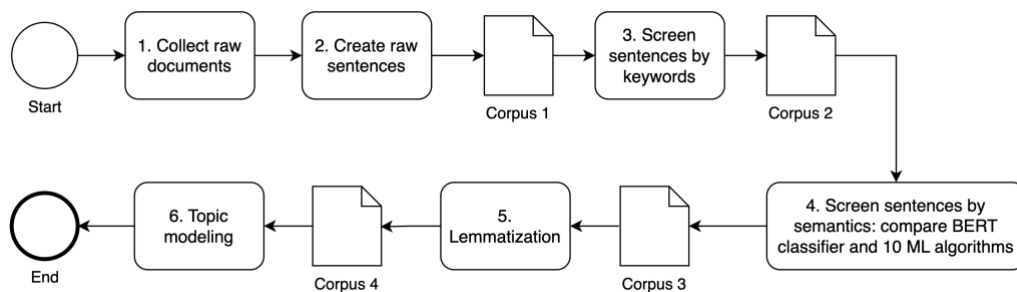 1. Collect raw
documents
2. Create raw
sentences
3. Screen
sentences by
keywords
Start
Corpus 1
Corpus 2
4. Screen sentences by
semantics: compare BERT
classifier and 10 ML algorithms
5.
Lemmatization
6. Topic
modeling
End
Corpus 4
Corpus 3